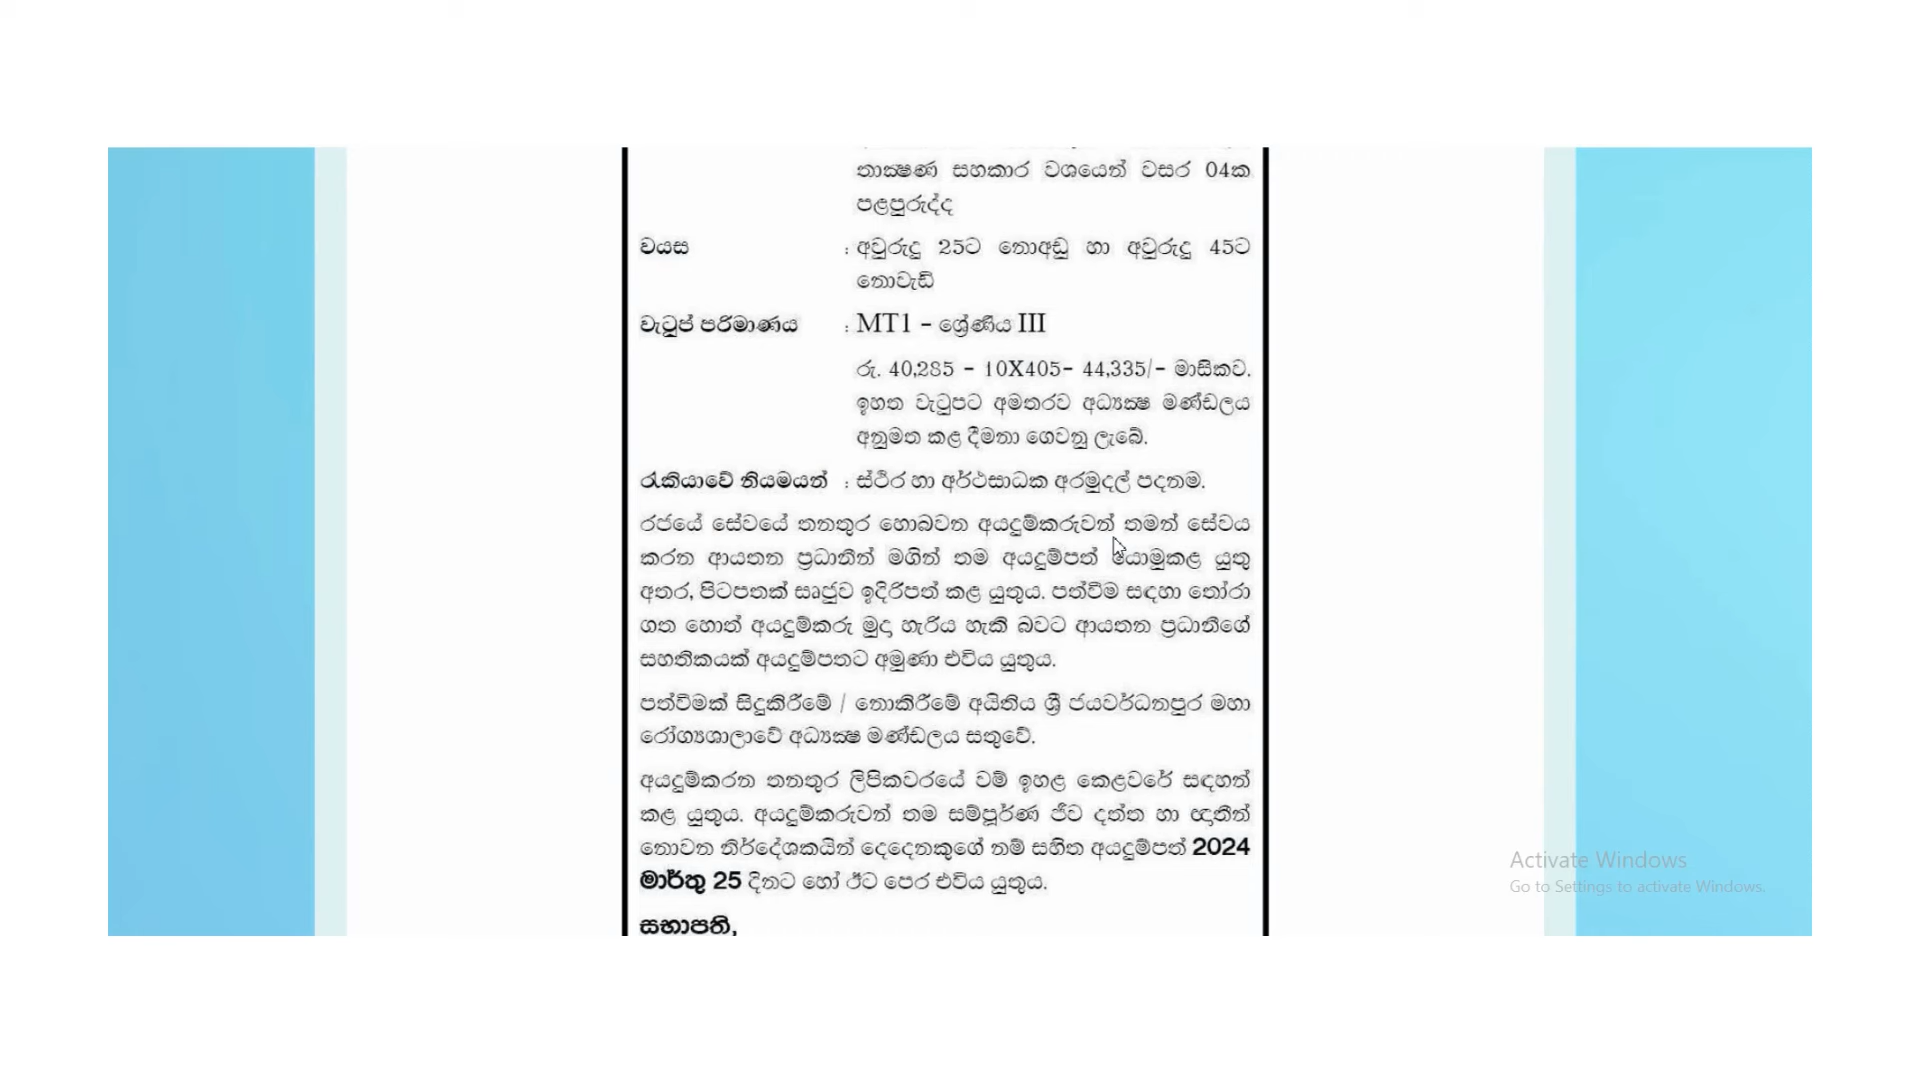 තාක්‍ෂණ සහකාර වශයෙන් වසර 04ක
පළපුරුද්ද
වයස : අවුරුදු 25ට නොඅඩු හා අවුරුදු 45ට
නොවැඩි
වැටුප් පරිමාණය : MT1 - ශ්‍රේණිය III
රු. 40,285 - 10X405- 44,335/- මාසිකව.
ඉහත වැටුපට අමතරව අධ්‍යක්‍ෂ මණ්ඩලය
අනුමත කළ දීමනා ගෙවනු ලැබේ.
රැකියාවේ නියමයන් : ස්ථිර හා අර්ථසාධක අරමුදල් පදනම.
රජයේ සේවයේ තනතුර හොබවන අයදුම්කරුවන් තමන් සේවය
කරන ආයතන ප්‍රධානීන් මගින් තම අයදුම්පත් යොමුකළ යුතු
අතර, පිටපතක් සෘජුව ඉදිරිපත් කළ යුතුය. පත්වීම සඳහා තෝරා
ගත හොත් අයදුම්කරු මුදා හැරිය හැකි බවට ආයතන ප්‍රධානීගේ
සහතිකයක් අයදුම්පතට අමුණා එවිය යුතුය.
පත්වීමක් සිදුකිරීමේ / නොකිරීමේ අයිතිය ශ්‍රී ජයවර්ධනපුර මහා
රෝග්‍යශාලාවේ අධ්‍යක්‍ෂ මණ්ඩලය සතුවේ.
අයදුම්කරන තනතුර ලිපිකවරයේ වම් ඉහළ කෙළවරේ සඳහන්
කළ යුතුය. අයදුම්කරුවන් තම සම්පූර්ණ ජීව දත්ත හා ඥාතීන්
නොවන නිර්දේශකයින් දෙදෙනකුගේ නම් සහිත අයදුම්පත් 2024
මාර්තු 25 දිනට හෝ ඊට පෙර එවිය යුතුය.
සභාපති,
Activate Windows
Go to Settings to activate Windows.